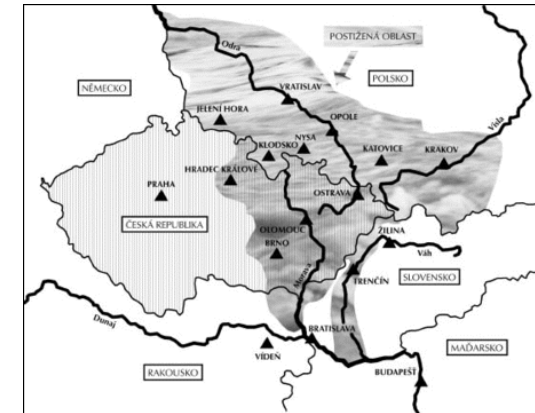 POSTIŽENÁ OBLAST
Odra
POLSKO
NĚMECKO
VRATISLAV
JELENÍ HORA
OPOLE
Visla
NYSA
KLODSKO
KATOVICE
KRAKOV
HRADEC KRÁLOVÉ
PRAHA
OSTRAVA
ČESKÁ REPUBLIKA
OLOMOUC
ŽILINA
BRNO
Váh
Morava
TRENČÍN
SLOVENSKO
Dunaj
BRATISLAVA
VÍDEŇ
MAĎARSKO
RAKOUSKO
BUDAPEŠŤ